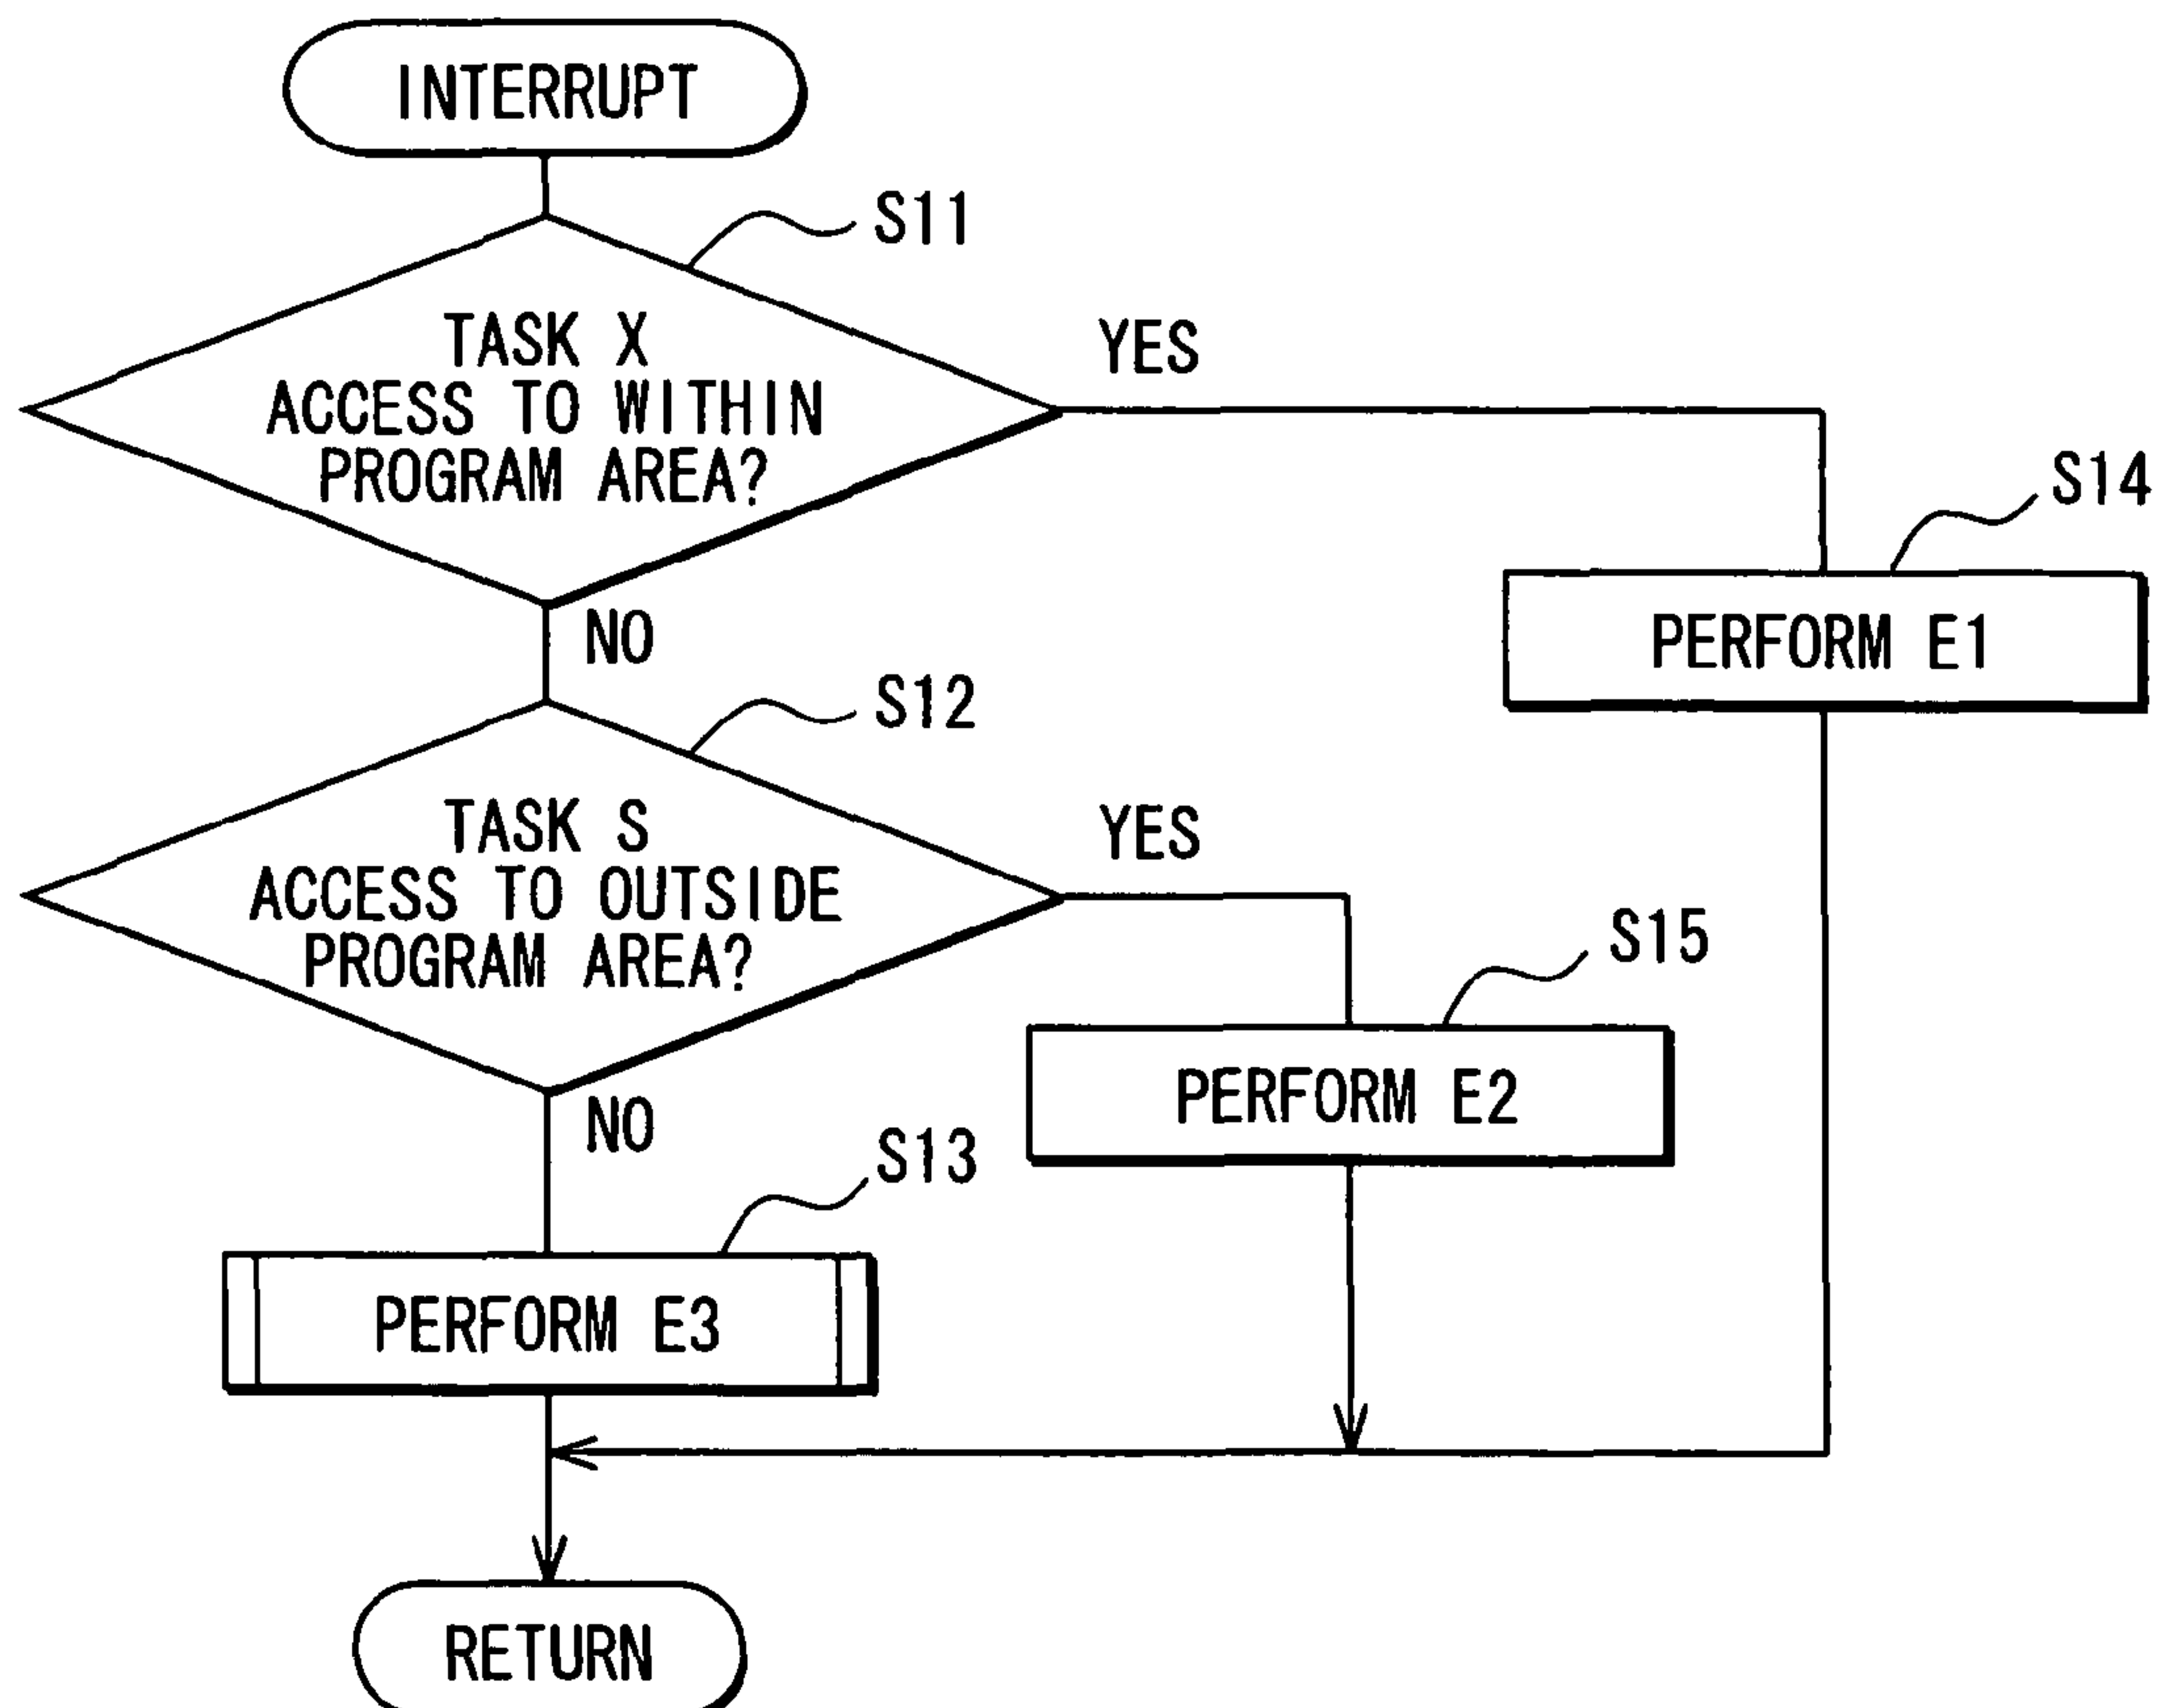 INTERRUPT
S11
TASK X
ACCESS TO WITHIN
PROGRAM AREA?
YES
S14
PERFORM E1
NO
S12
TASK S
ACCESS TO OUTSIDE
PROGRAM AREA?
YES
S15
PERFORM E2
NO
S13
PERFORM E3
RETURN